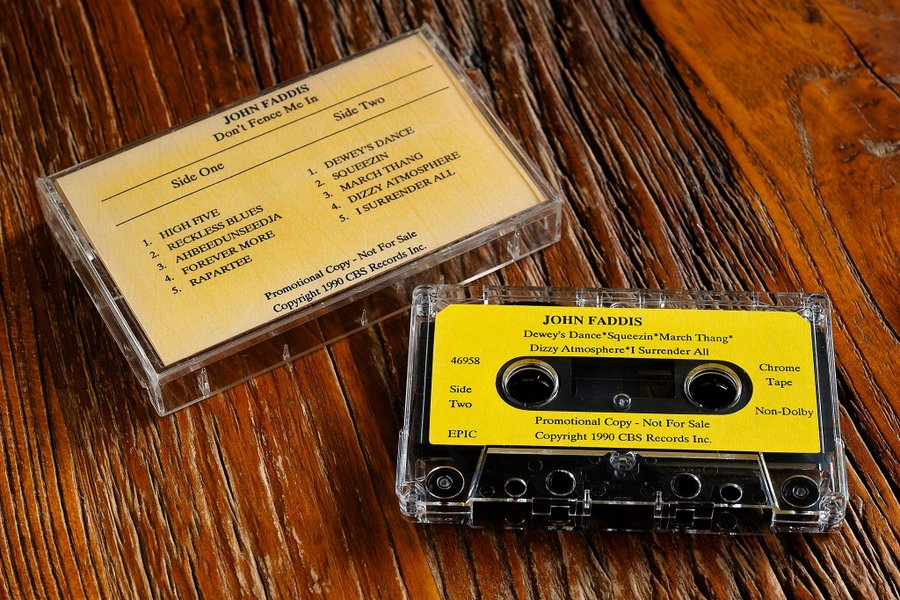 JOHN FADDIS
Don't Fence Me In
Side One
1. HIGH FIVE
2. RECKLESS BLUES
3. AHBEEDUNSEEDJA
4. FOREVER MORE
5. RAPARTEE
Side Two
1. DEWEY'S DANCE
2. SQUEEZIN
3. MARCH THANG
4. DIZZY ATMOSPHERE
5. I SURRENDER ALL
Promotional Copy - Not For Sale
Copyright 1990 CBS Records Inc.
JOHN FADDIS
Dewey's Dance*Squeezin*March Thang*
Dizzy Atmosphere*I Surrender All
46958
Side
Two
EPIC
Chrome
Tape
Non-Dolby
Promotional Copy - Not For Sale
Copyright 1990 CBS Records Inc.